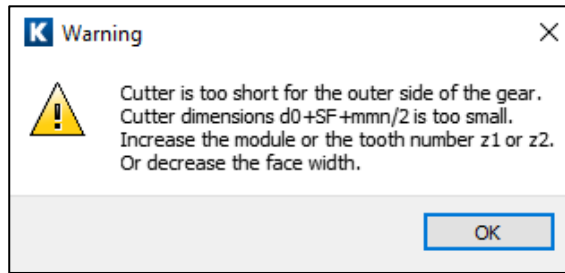 K Warning
Cutter is too short for the outer side of the gear.
Cutter dimensions d0+SF+mmn/2 is too small.
Increase the module or the tooth number z1 or z2.
Or decrease the face width.
OK